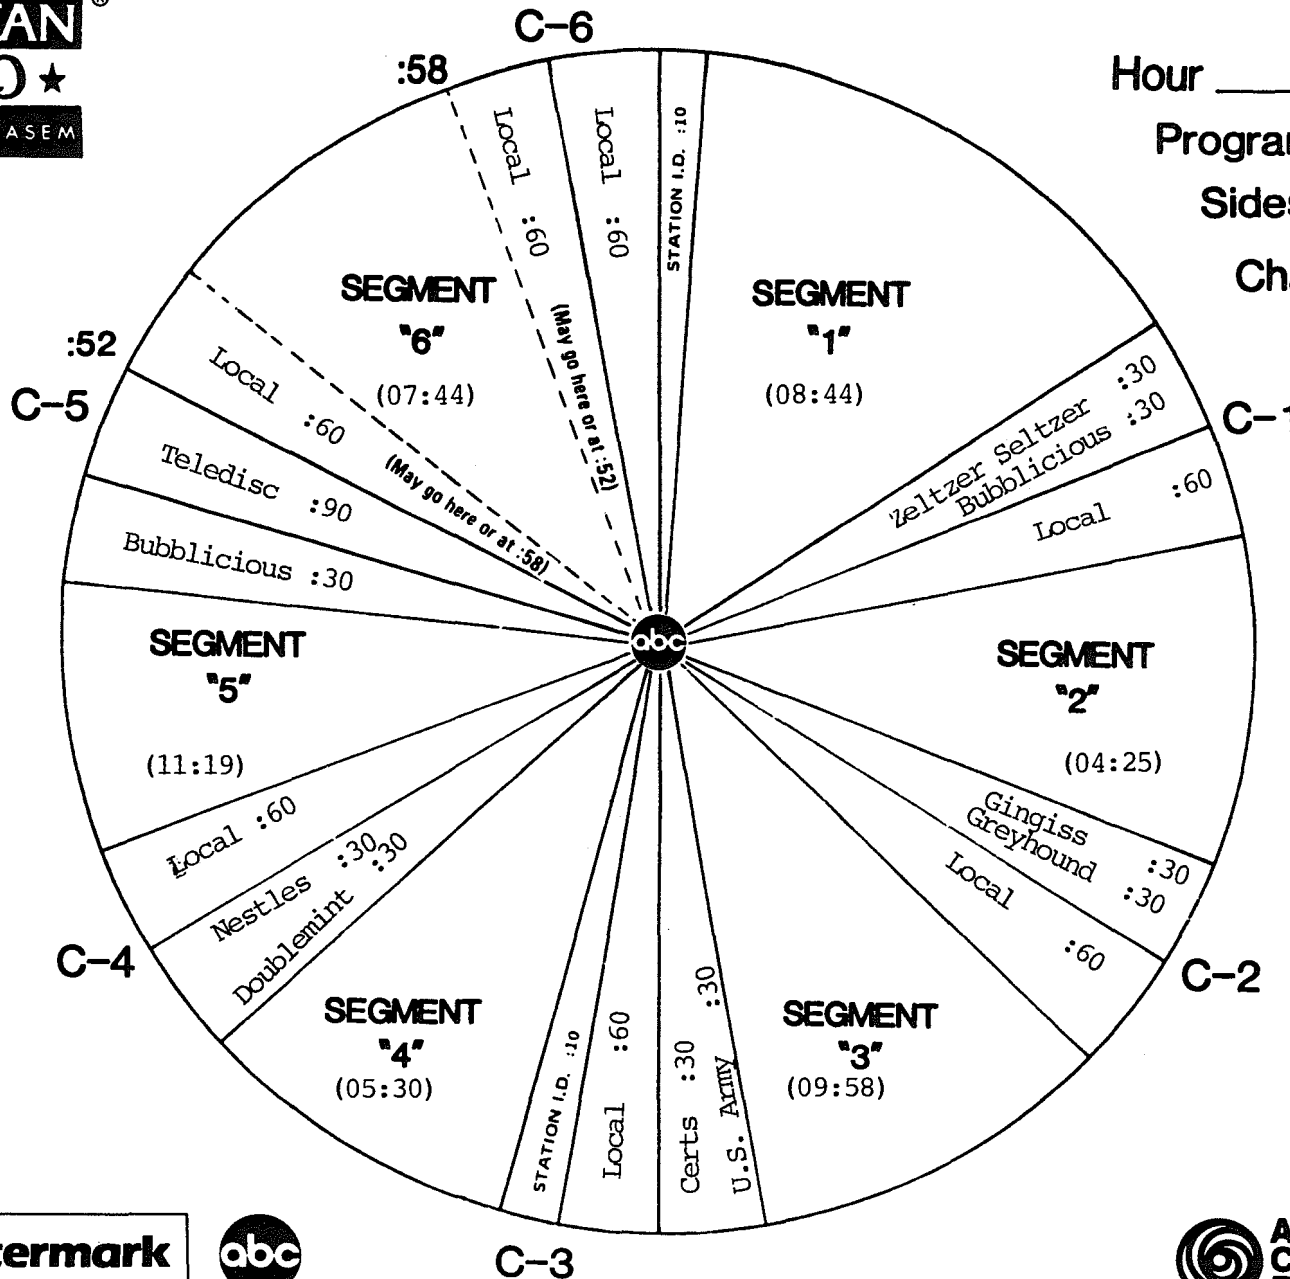 C-6
:58
Hour
ASEM
Local :60
Local :60
STATION I.D. :10
(May go here or at :52)
SEGMENT
"1"
(08:44)
Zeltzer Seltzer :30
Bubblicious :30
C-1
Local :60
SEGMENT
"2"
(04:25)
Gingiss :30
Greyhound :30
C-2
Local :60
SEGMENT
"3"
(09:58)
U.S. Army :30
Certs :30
C-3
Local :60
STATION I.D. :10
SEGMENT
"4"
(05:30)
Doublemint :30
Nestles :30
C-4
Local :60
SEGMENT
"5"
(11:19)
Bubblicious :30
Teledisc :90
C-5
:52
Local :60
(May go here or at :58)
SEGMENT
"6"
(07:44)
abc
termark
abc